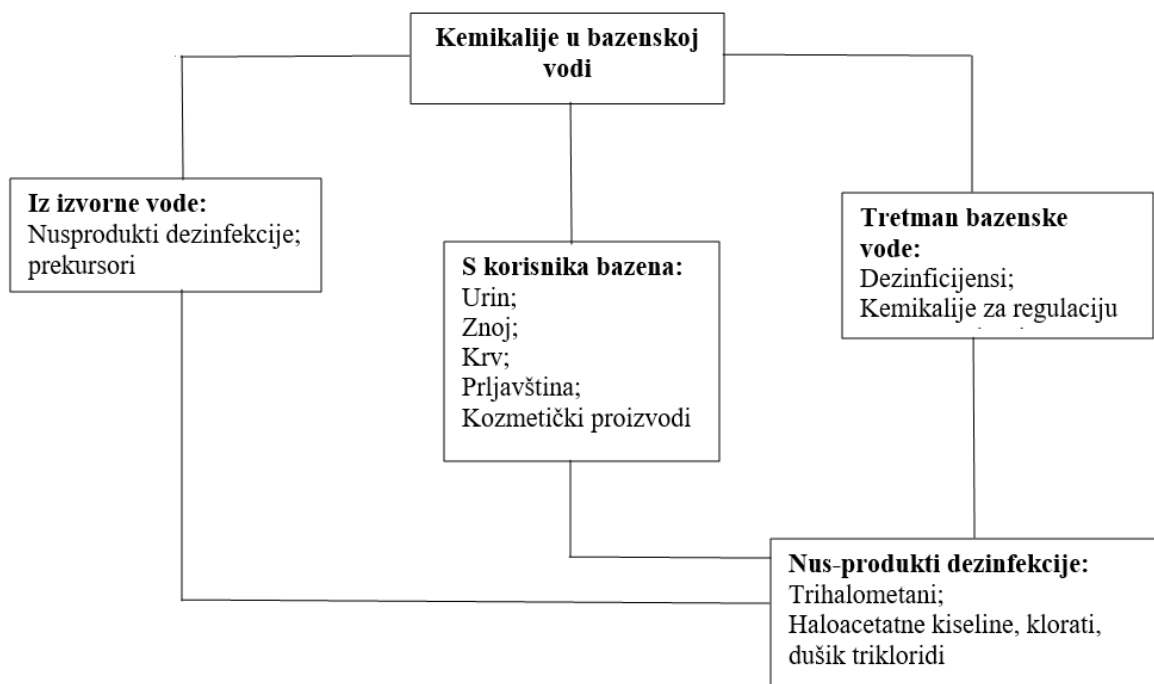 Kemikalije u bazenskoj
vodi
Iz izvorne vode:
Nusprodukti dezinfekcije;
prekursori
S korisnika bazena:
Urin;
Znoj;
Krv;
Prljavština;
Kozmetički proizvodi
Tretman bazenske
vode:
Dezinficijensi;
Kemikalije za regulaciju
Nus-produkti dezinfekcije:
Trihalometani;
Haloacetatne kiseline, klorati,
dušik trikloridi